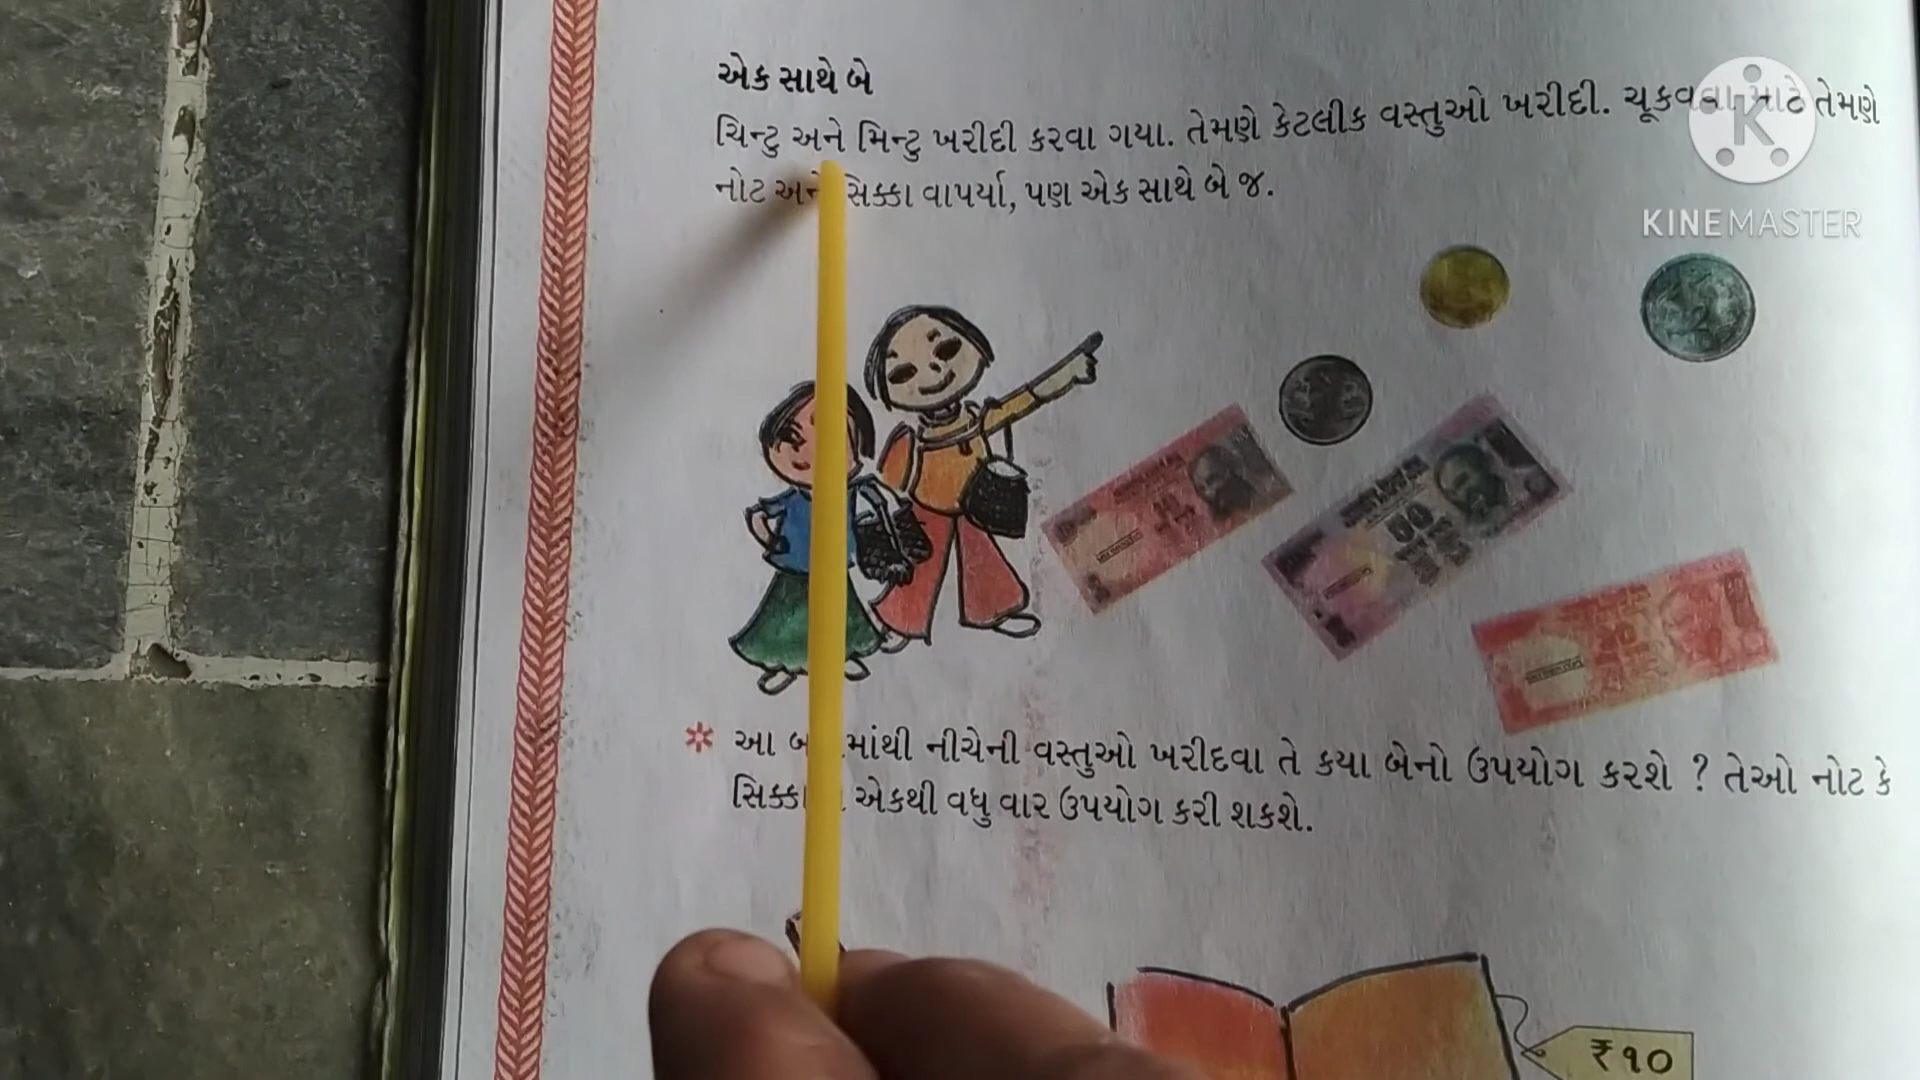 એક સાથે બે
ચિન્ટુ અને મિન્ટુ ખરીદી કરવા ગયા. તેમણે કેટલીક વસ્તુઓ ખરીદી. ચૂકવવા માટે તેમણે
નોટ અને સિક્કા વાપર્યા, પણ એક સાથે બે જ.
K
KINEMASTER
* આ માંથી નીચેની વસ્તુઓ ખરીદવા તે કયા બેનો ઉપયોગ કરશે ? તેઓ નોટ કે
સિક્કા એકથી વધુ વાર ઉપયોગ કરી શકશે.
₹૧૦